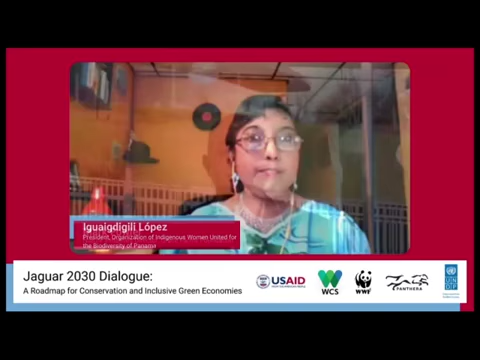 Iguaigdigili López
President, Organization of Indigenous Women United for
the Biodiversity of Panama
Jaguar 2030 Dialogue:
A Roadmap for Conservation and Inclusive Green Economies
USAID
WCS
WWF
PANTHERA